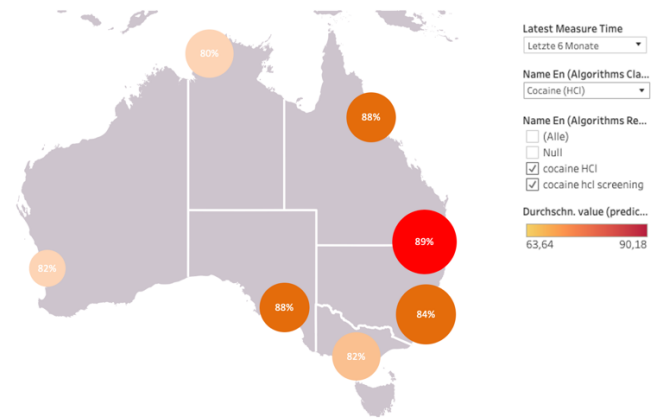 80%
88%
89%
82%
88%
84%
82%
Latest Measure Time
Letzte 6 Monate
Name En (Algorithms Cla...
Cocaine (HCl)
Name En (Algorithms Re...
(Alle)
Null
cocaine HCl
cocaine hcl screening
Durchschn. value (predic...
63,64 90,18